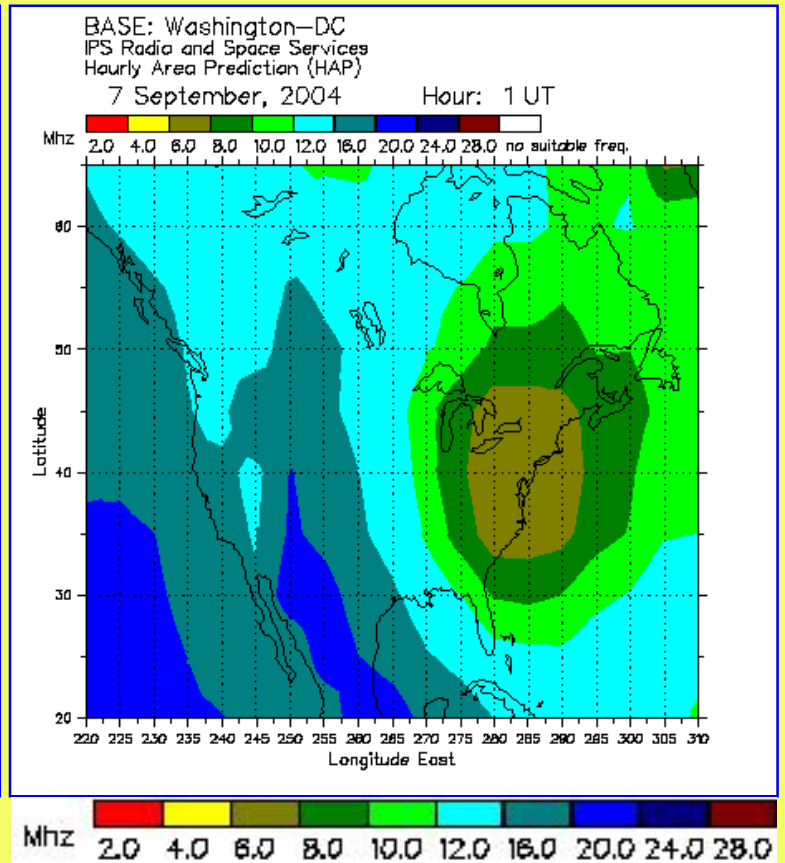 BASE: Washington-DC
IPS Radio and Space Services
Hourly Area Prediction (HAP)
7 September, 2004 Hour: 1 UT
Mhz 2.0 4.0 6.0 8.0 10.0 12.0 16.0 20.0 24.0 28.0 no suitable freq.
60
50
Latitude
40
30
20
220 225 230 235 240 245 250 255 260 265 270 275 280 285 290 295 300 305 310
Longitude East
Mhz 2.0 4.0 6.0 8.0 10.0 12.0 16.0 20.0 24.0 28.0